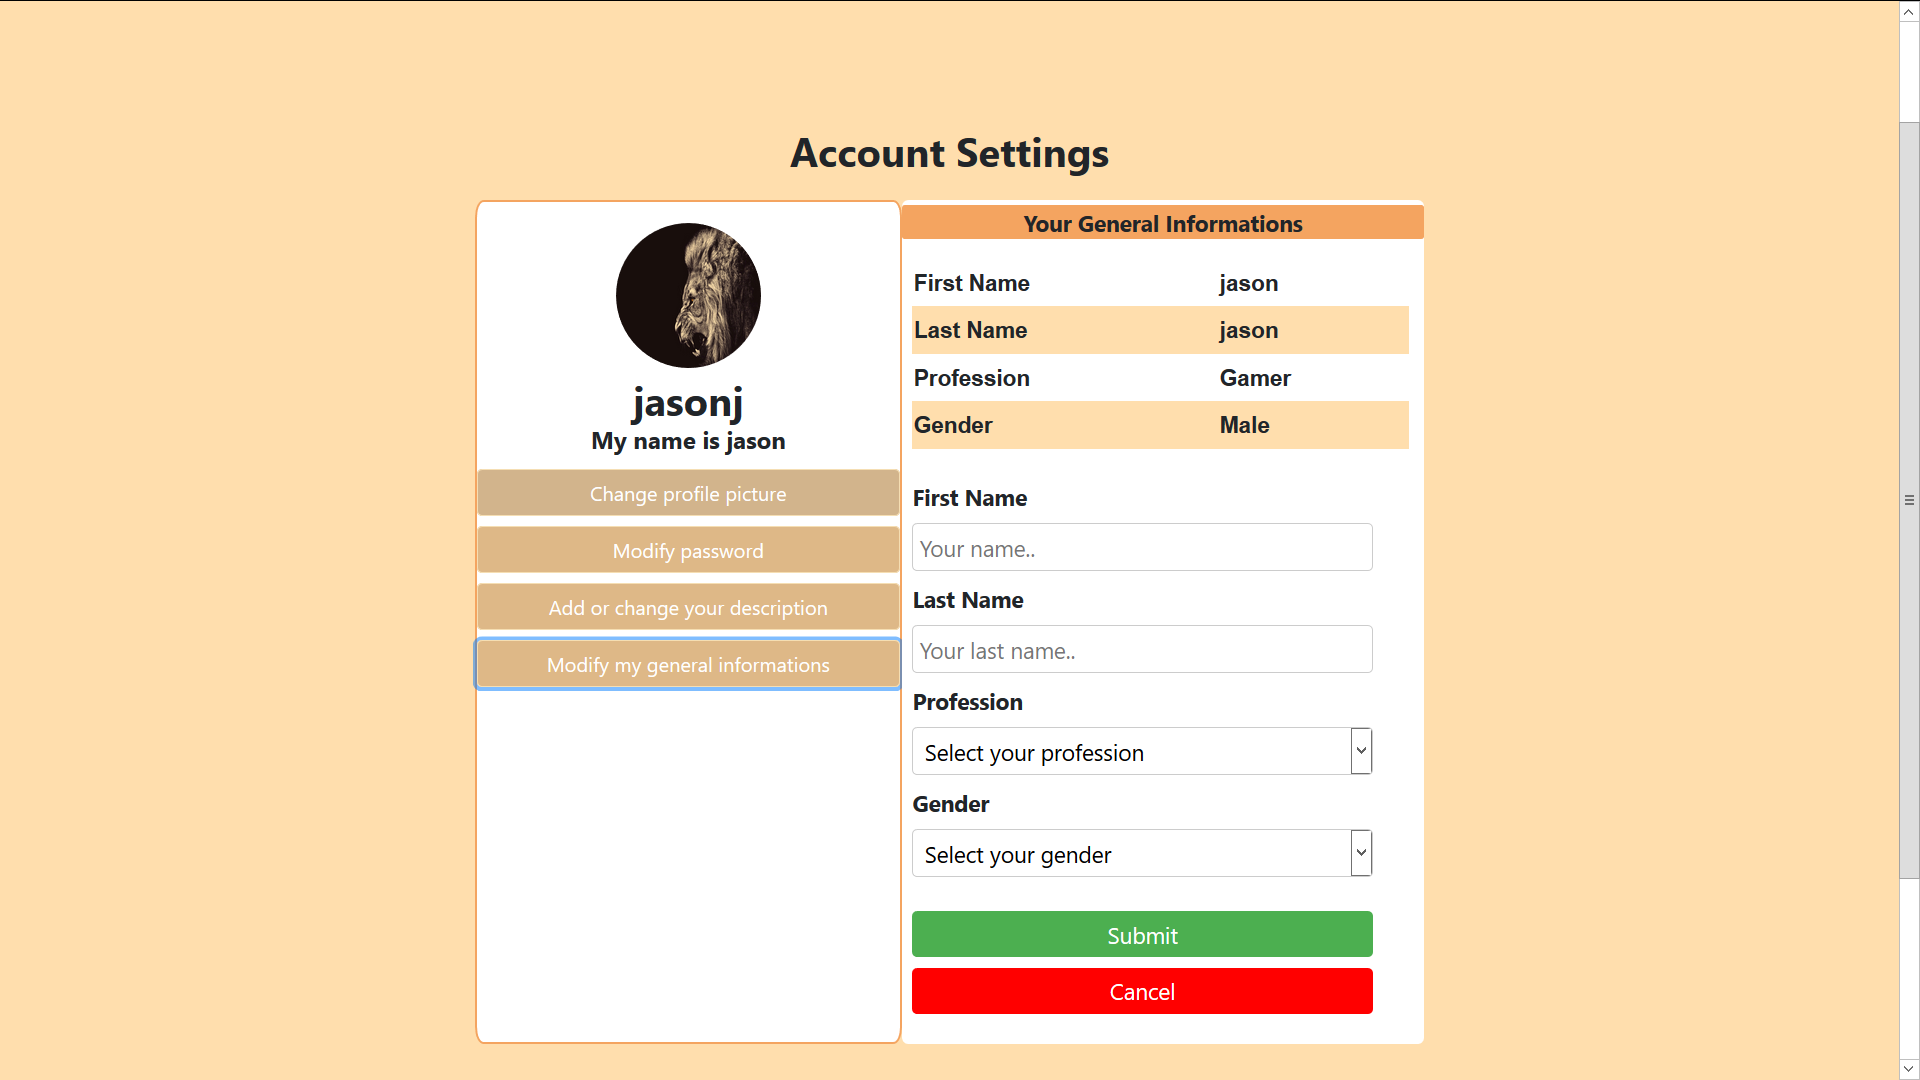 Account Settings
jasonj
My name is jason
Change profile picture
Modify password
Add or change your description
Modify my general informations
Your General Informations
First Name jason
Last Name jason
Profession Gamer
Gender Male
First Name
Your name..
Last Name
Your last name..
Profession
Select your profession
Gender
Select your gender
Submit
Cancel